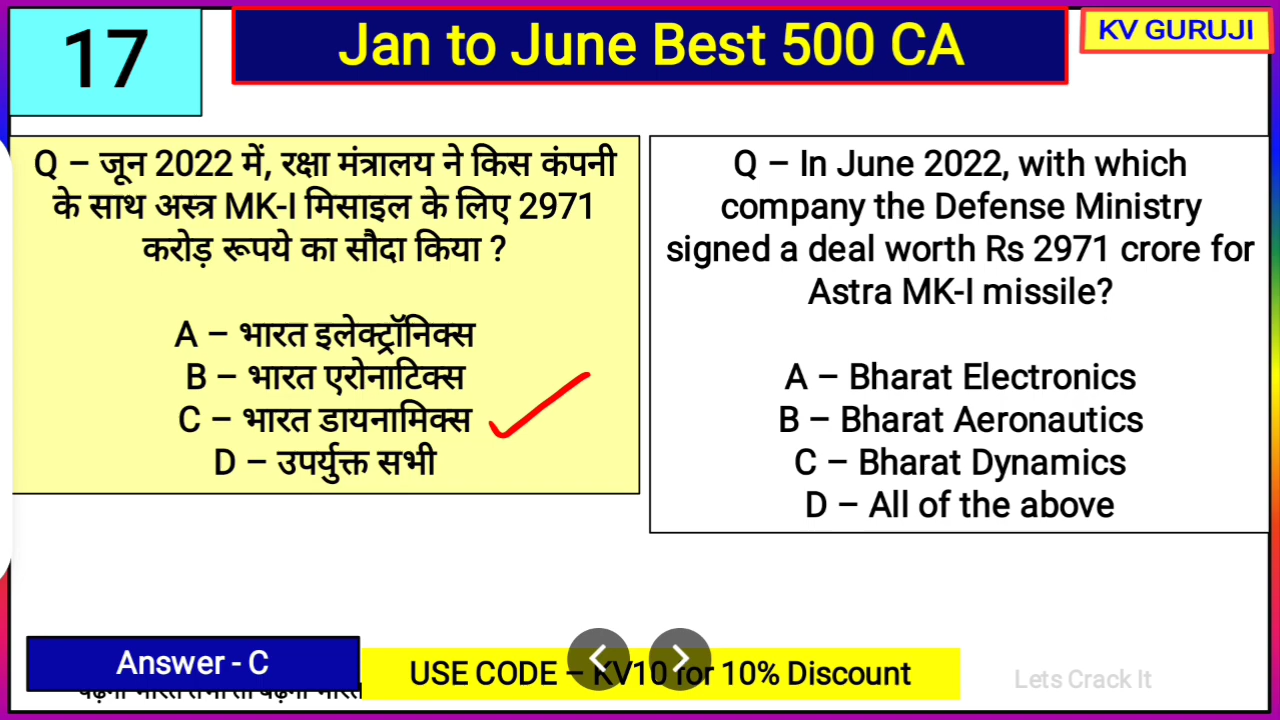 17
Jan to June Best 500 CA
KV GURUJI
Q – जून 2022 में, रक्षा मंत्रालय ने किस कंपनी
के साथ अस्त्र MK-I मिसाइल के लिए 2971
करोड़ रूपये का सौदा किया ?
A – भारत इलेक्ट्रॉनिक्स
B – भारत एरोनाटिक्स
C – भारत डायनामिक्स
D – उपर्युक्त सभी
Q – In June 2022, with which
company the Defense Ministry
signed a deal worth Rs 2971 crore for
Astra MK-I missile?
A – Bharat Electronics
B – Bharat Aeronautics
C – Bharat Dynamics
D – All of the above
Answer - C
USE CODE – KV10 for 10% Discount
Lets Crack It